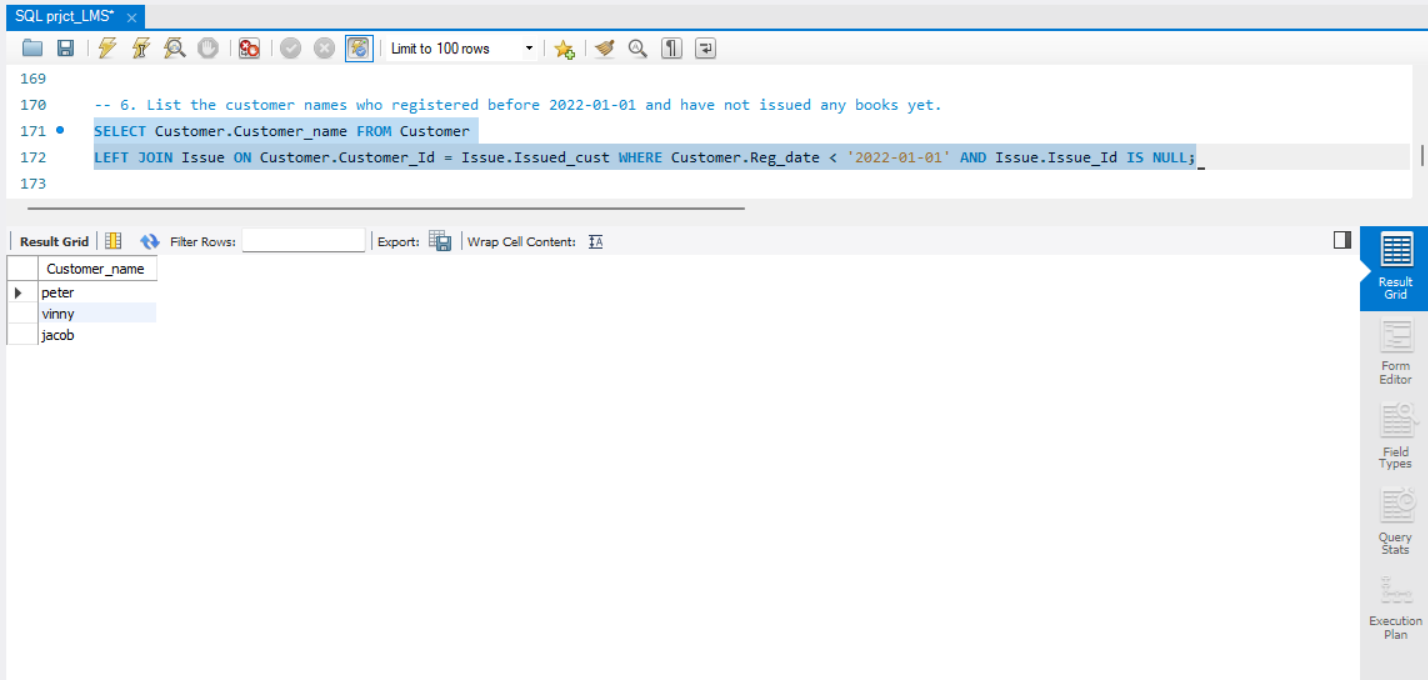 SQL prjct_LMS*
Limit to 100 rows
169
170 -- 6. List the customer names who registered before 2022-01-01 and have not issued any books yet.
171 SELECT Customer.Customer_name FROM Customer
172 LEFT JOIN Issue ON Customer.Customer_Id = Issue.Issued_cust WHERE Customer.Reg_date < '2022-01-01' AND Issue.Issue_Id IS NULL;
173
Result Grid Filter Rows: Export: Wrap Cell Content:
Customer_name
peter
vinny
jacob
Result
Grid
Form
Editor
Field
Types
Query
Stats
Execution
Plan